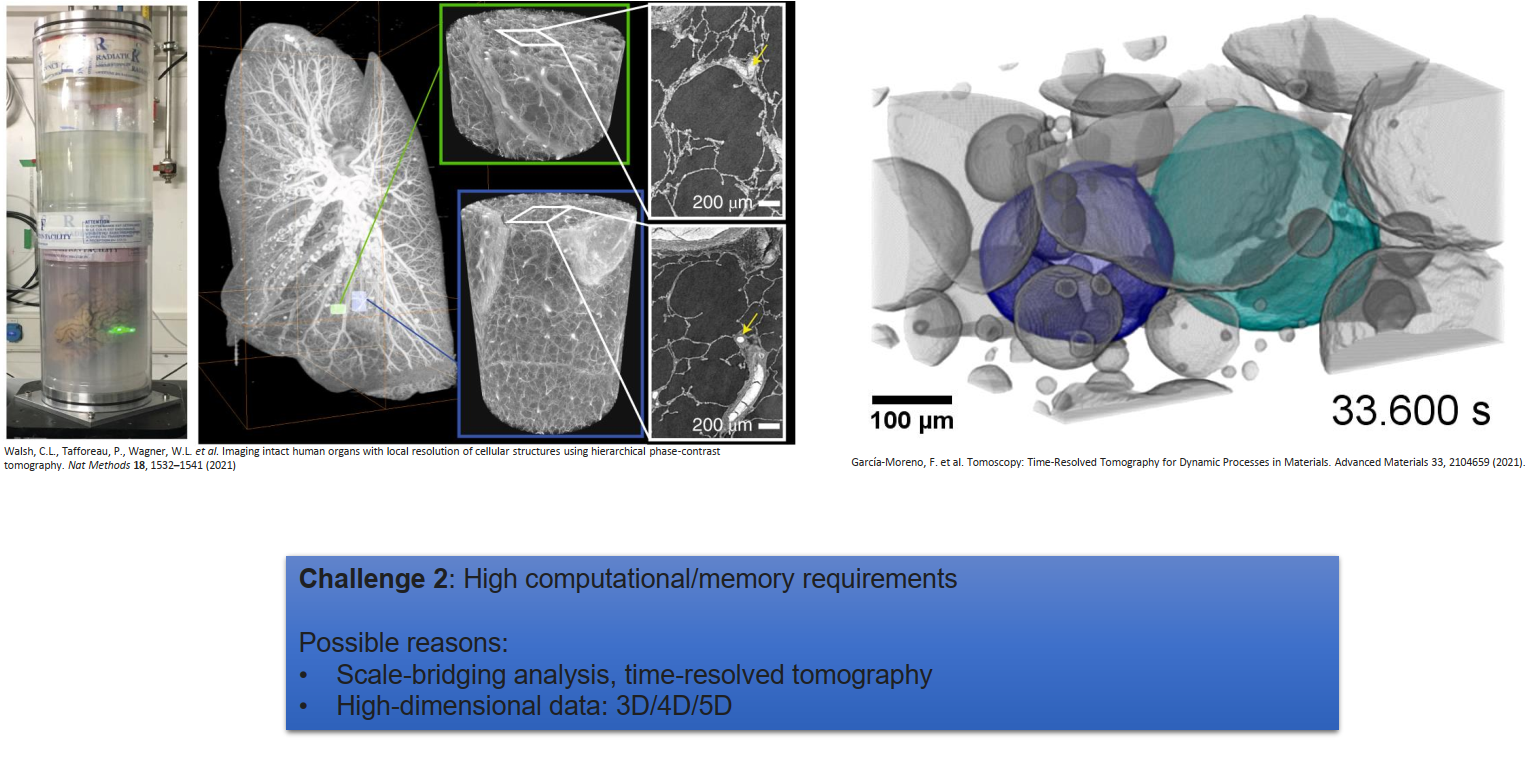 R
RADIATIC
R
ATTENTION
FACILITY
200 µm
200 µm
100 µm
33.600 s
Walsh, C.L., Tafforeau, P., Wagner, W.L. et al. Imaging intact human organs with local resolution of cellular structures using hierarchical phase-contrast
tomography. Nat Methods 18, 1532–1541 (2021)
García-Moreno, F. et al. Tomoscopy: Time-Resolved Tomography for Dynamic Processes in Materials. Advanced Materials 33, 2104659 (2021).
Challenge 2: High computational/memory requirements
Possible reasons:
• Scale-bridging analysis, time-resolved tomography
• High-dimensional data: 3D/4D/5D